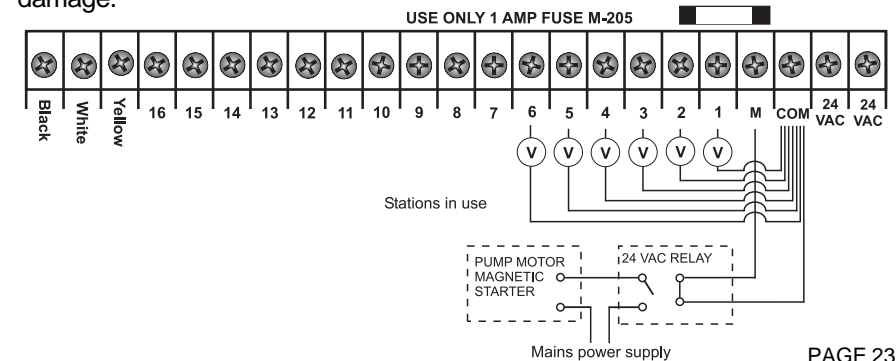 damage.
USE ONLY 1 AMP FUSE M-205
Black White Yellow 16 15 14 13 12 11 10 9 8 7 6 5 4 3 2 1 M COM 24 VAC 24 VAC
V V V V V V
Stations in use
PUMP MOTOR
MAGNETIC
STARTER
24 VAC RELAY
Mains power supply
PAGE 23